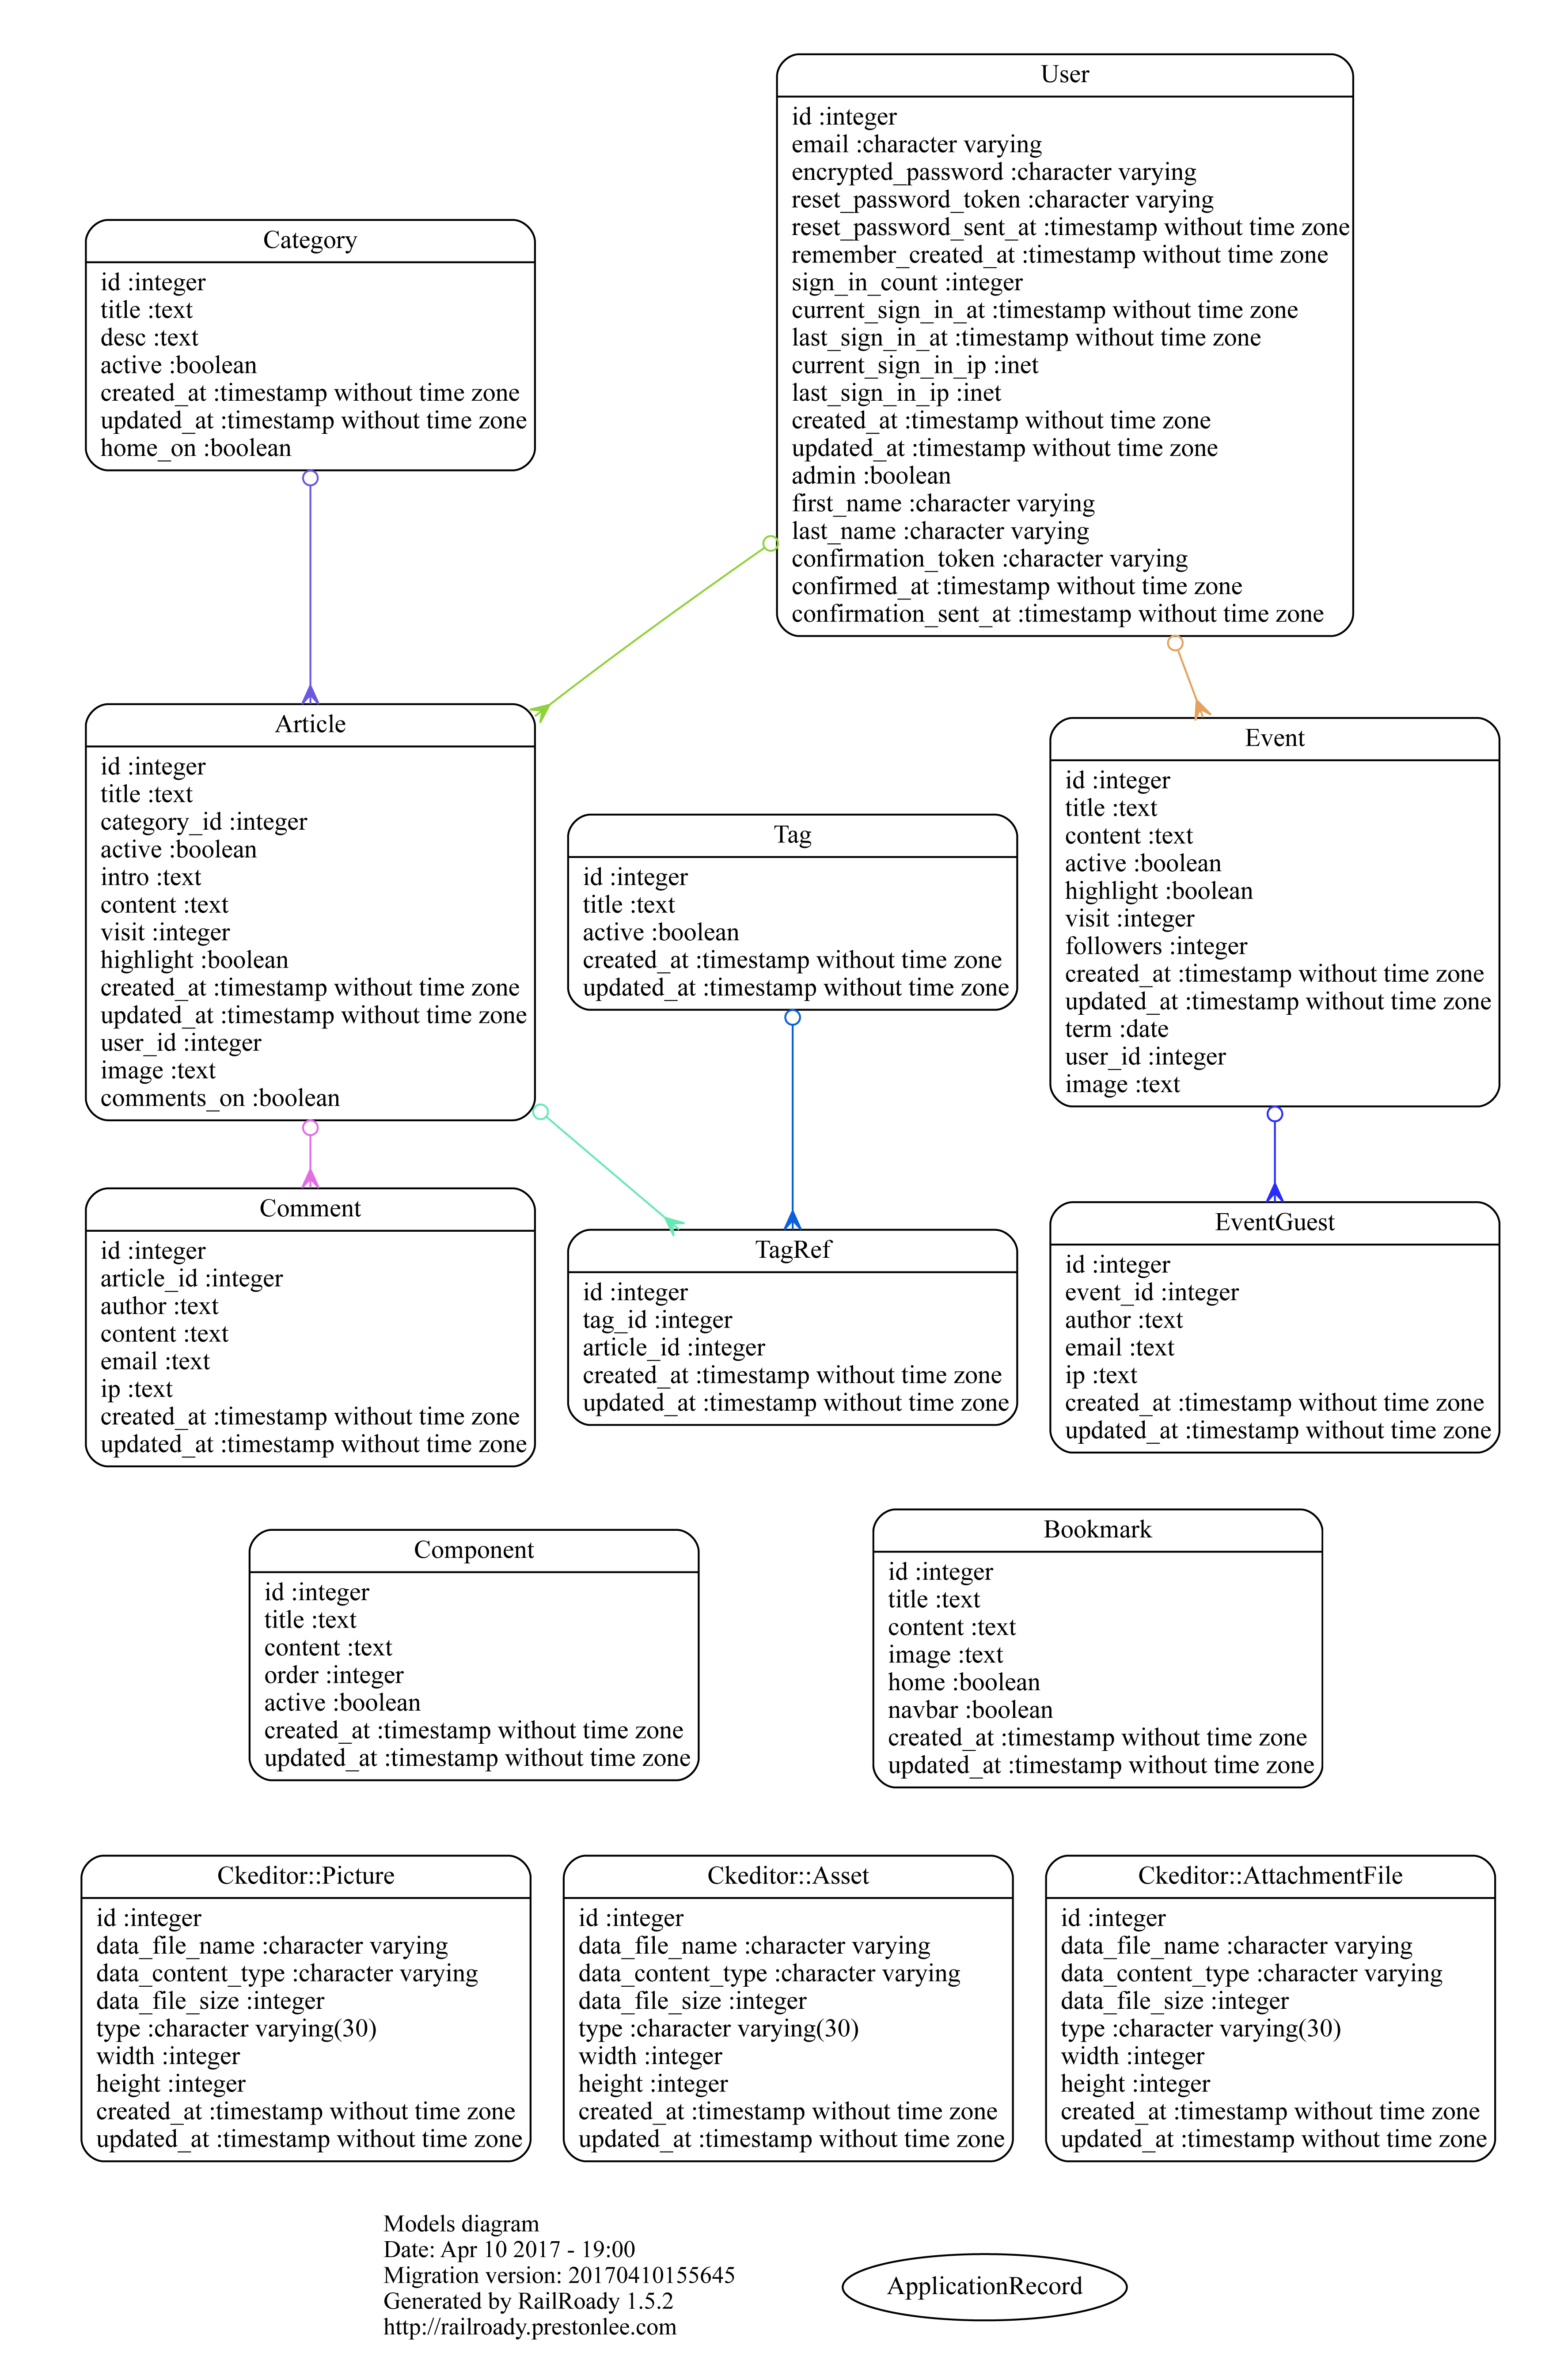 User
id :integer
email :character varying
encrypted_password :character varying
reset_password_token :character varying
reset_password_sent_at :timestamp without time zone
remember_created_at :timestamp without time zone
sign_in_count :integer
current_sign_in_at :timestamp without time zone
last_sign_in_at :timestamp without time zone
current_sign_in_ip :inet
last_sign_in_ip :inet
created_at :timestamp without time zone
updated_at :timestamp without time zone
admin :boolean
first_name :character varying
last_name :character varying
confirmation_token :character varying
confirmed_at :timestamp without time zone
confirmation_sent_at :timestamp without time zone
Category
id :integer
title :text
desc :text
active :boolean
created_at :timestamp without time zone
updated_at :timestamp without time zone
home_on :boolean
Article
id :integer
title :text
category_id :integer
active :boolean
intro :text
content :text
visit :integer
highlight :boolean
created_at :timestamp without time zone
updated_at :timestamp without time zone
user_id :integer
image :text
comments_on :boolean
Tag
id :integer
title :text
active :boolean
created_at :timestamp without time zone
updated_at :timestamp without time zone
Event
id :integer
title :text
content :text
active :boolean
highlight :boolean
visit :integer
followers :integer
created_at :timestamp without time zone
updated_at :timestamp without time zone
term :date
user_id :integer
image :text
Comment
id :integer
article_id :integer
author :text
content :text
email :text
ip :text
created_at :timestamp without time zone
updated_at :timestamp without time zone
TagRef
id :integer
tag_id :integer
article_id :integer
created_at :timestamp without time zone
updated_at :timestamp without time zone
EventGuest
id :integer
event_id :integer
author :text
email :text
ip :text
created_at :timestamp without time zone
updated_at :timestamp without time zone
Component
id :integer
title :text
content :text
order :integer
active :boolean
created_at :timestamp without time zone
updated_at :timestamp without time zone
Bookmark
id :integer
title :text
content :text
image :text
home :boolean
navbar :boolean
created_at :timestamp without time zone
updated_at :timestamp without time zone
Ckeditor::Picture
id :integer
data_file_name :character varying
data_content_type :character varying
data_file_size :integer
type :character varying(30)
width :integer
height :integer
created_at :timestamp without time zone
updated_at :timestamp without time zone
Ckeditor::Asset
id :integer
data_file_name :character varying
data_content_type :character varying
data_file_size :integer
type :character varying(30)
width :integer
height :integer
created_at :timestamp without time zone
updated_at :timestamp without time zone
Ckeditor::AttachmentFile
id :integer
data_file_name :character varying
data_content_type :character varying
data_file_size :integer
type :character varying(30)
width :integer
height :integer
created_at :timestamp without time zone
updated_at :timestamp without time zone
Models diagram
Date: Apr 10 2017 - 19:00
Migration version: 20170410155645
Generated by RailRoady 1.5.2
http://railroady.prestonlee.com
ApplicationRecord